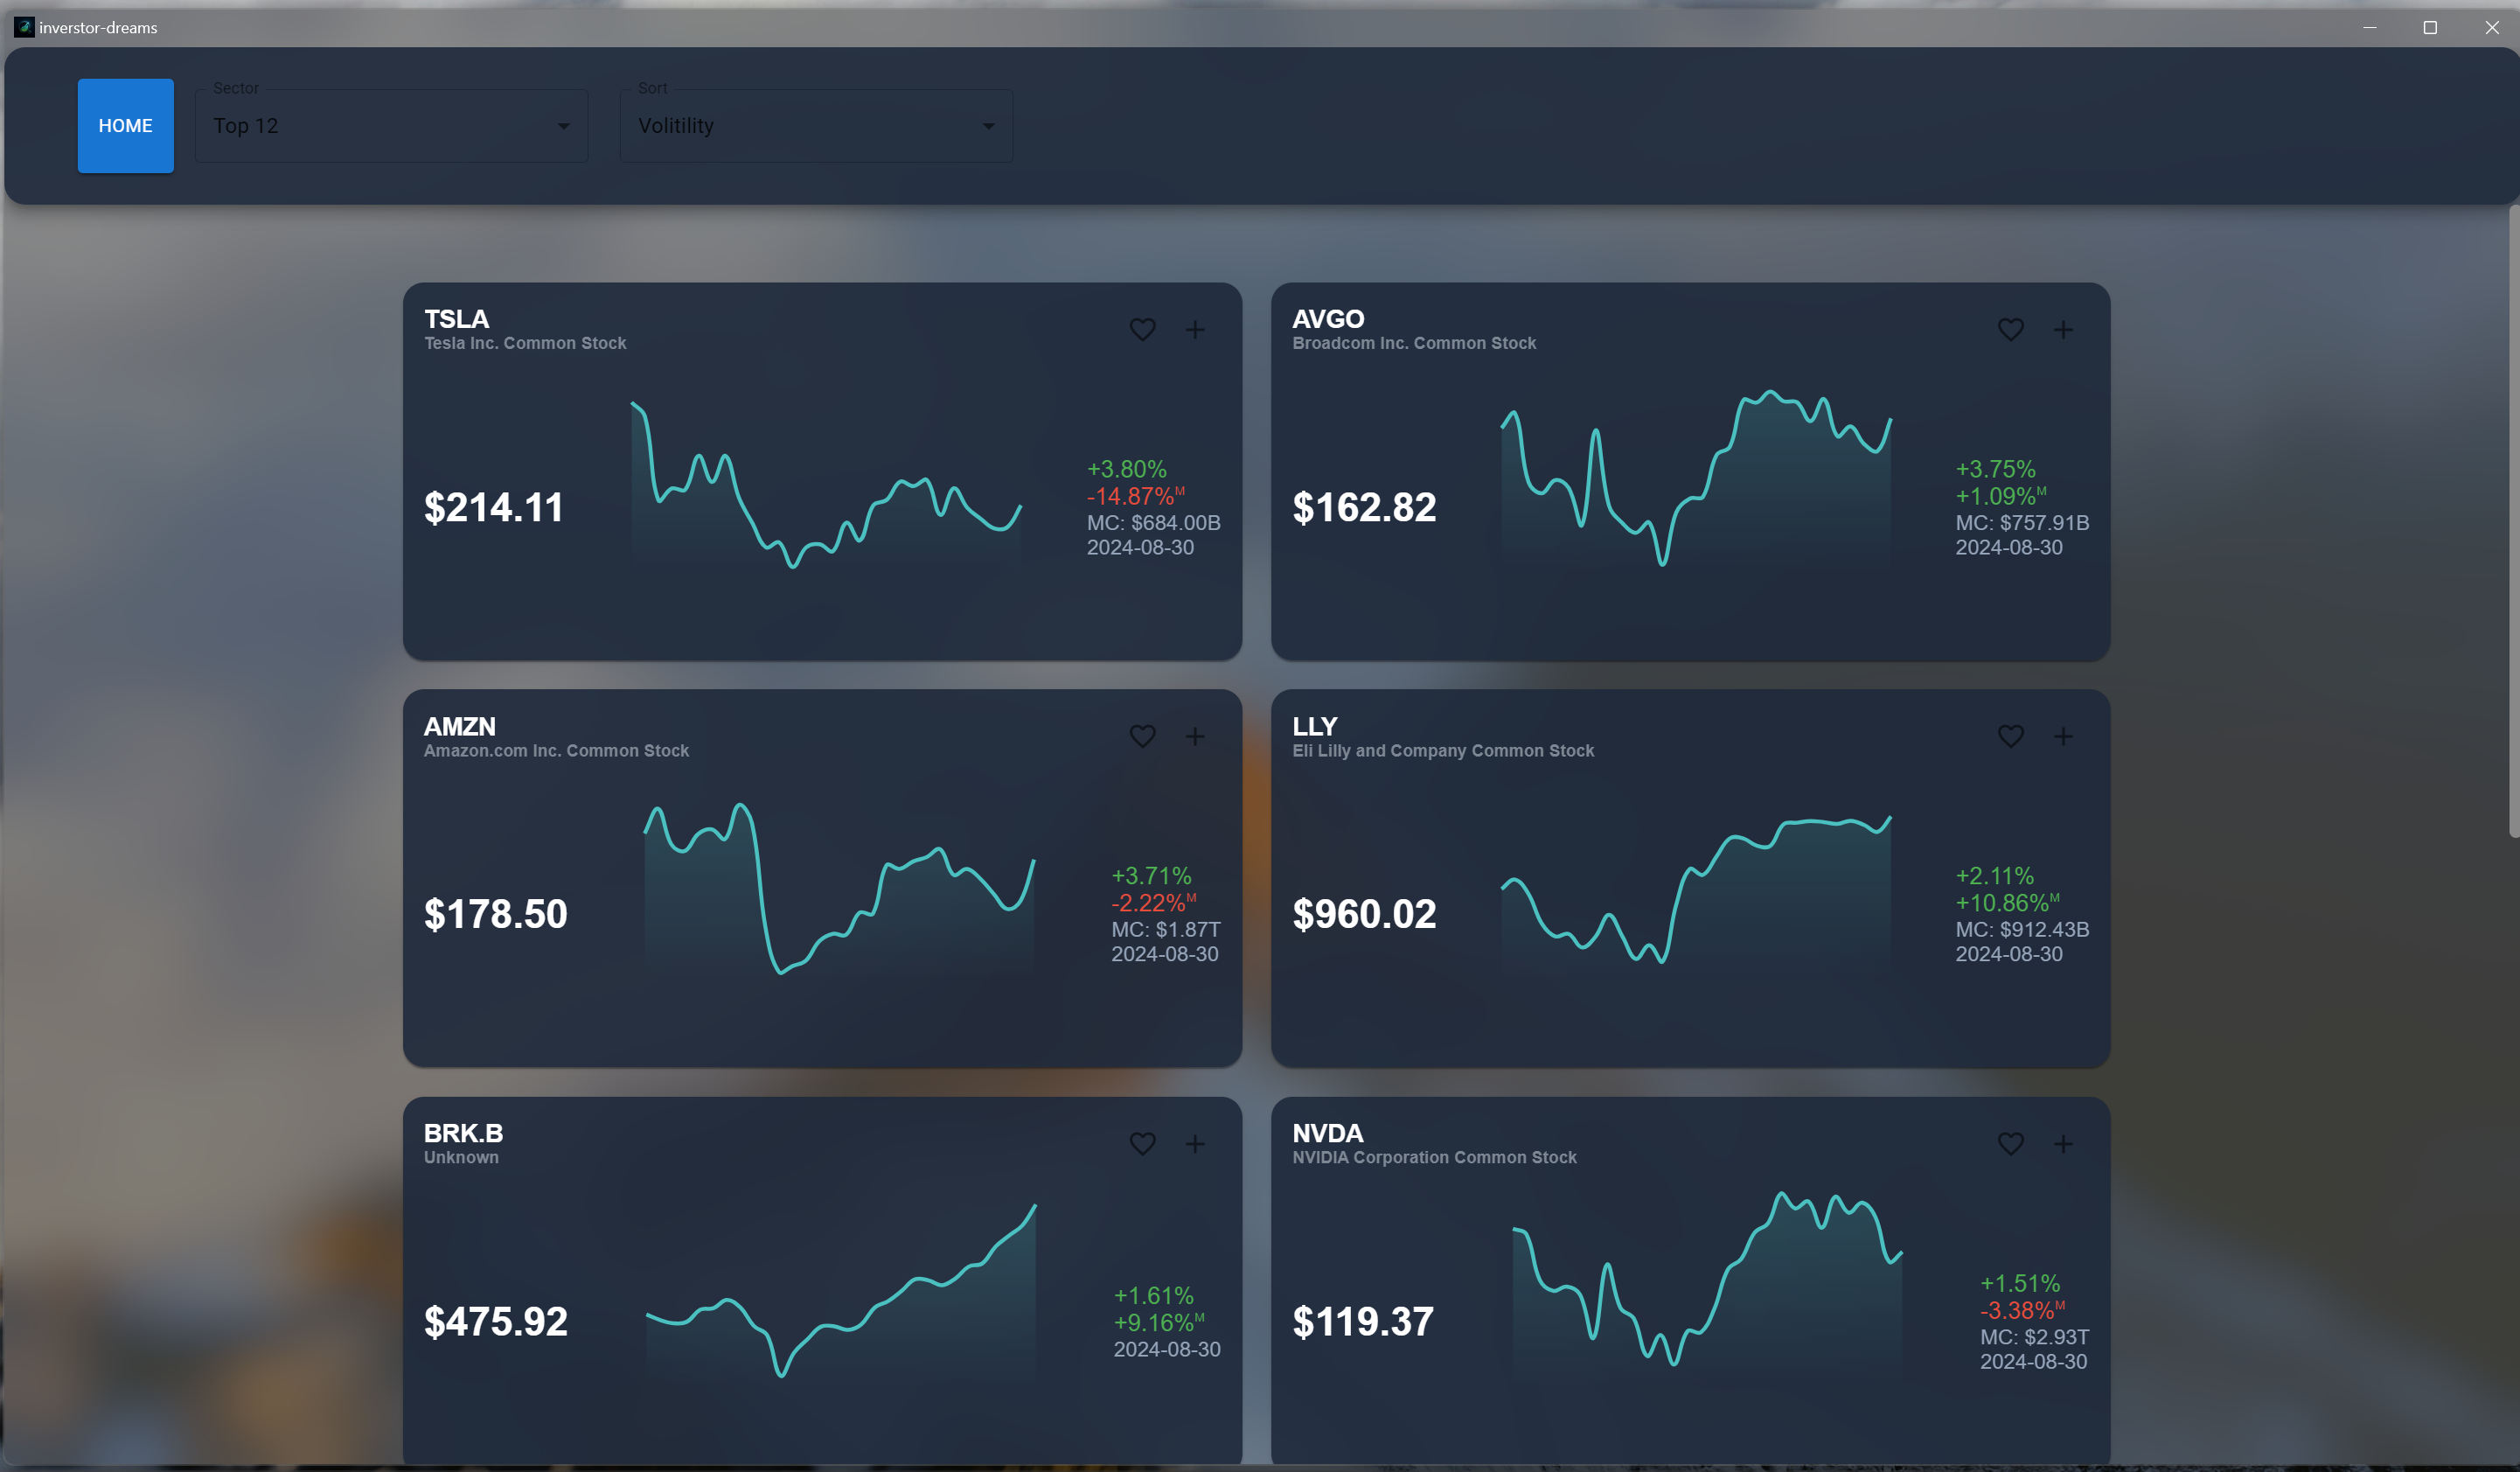 inverstor-dreams
HOME
Sector
Top 12
Sort
Volitility
TSLA
Tesla Inc. Common Stock
$214.11
+3.80%
-14.87%M
MC: $684.00B
2024-08-30
AVGO
Broadcom Inc. Common Stock
$162.82
+3.75%
+1.09%M
MC: $757.91B
2024-08-30
AMZN
Amazon.com Inc. Common Stock
$178.50
+3.71%
-2.22%M
MC: $1.87T
2024-08-30
LLY
Eli Lilly and Company Common Stock
$960.02
+2.11%
+10.86%M
MC: $912.43B
2024-08-30
BRK.B
Unknown
$475.92
+1.61%
+9.16%M
2024-08-30
NVDA
NVIDIA Corporation Common Stock
$119.37
+1.51%
-3.38%M
MC: $2.93T
2024-08-30